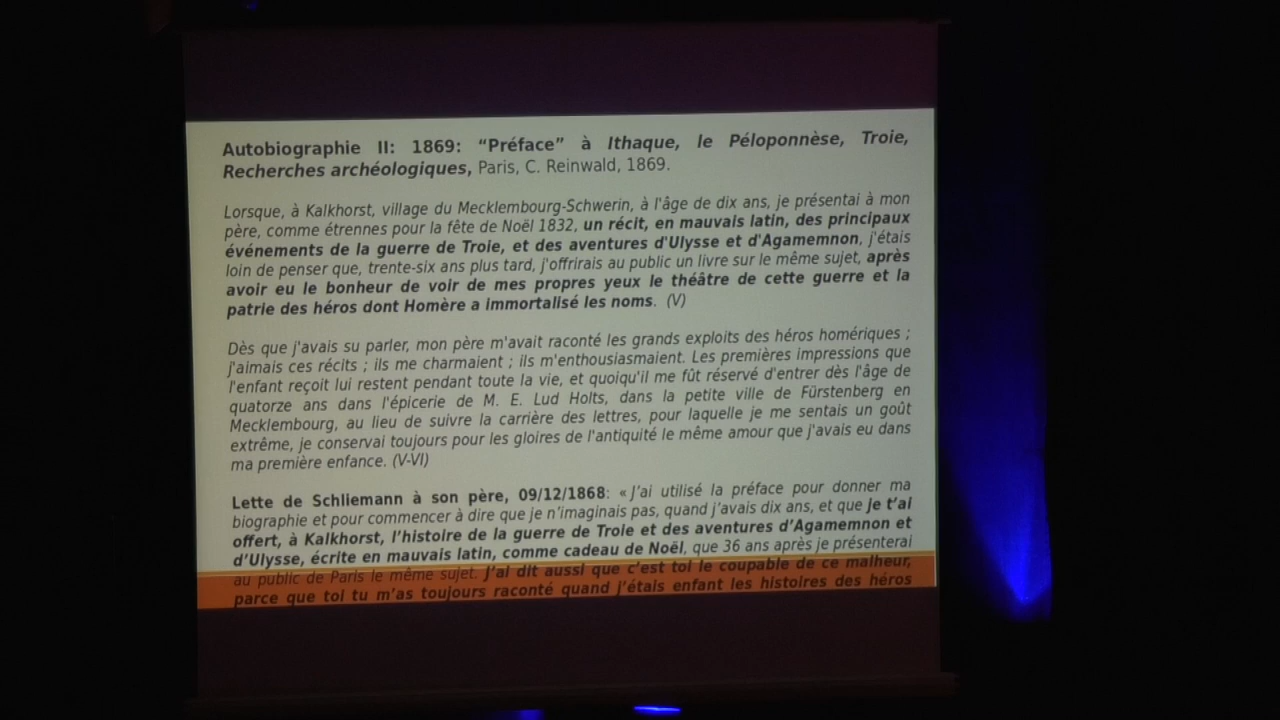 Autobiographie II: 1869: “Préface” à Ithaque, le Péloponnèse, Troie,
Recherches archéologiques, Paris, C. Reinwald, 1869.
Lorsque, à Kalkhorst, village du Mecklembourg-Schwerin, à l'âge de dix ans, je présentai à mon
père, comme étrennes pour la fête de Noël 1832, un récit, en mauvais latin, des principaux
événements de la guerre de Troie, et des aventures d'Ulysse et d'Agamemnon, j'étais
loin de penser que, trente-six ans plus tard, j'offrirais au public un livre sur le même sujet, après
avoir eu le bonheur de voir de mes propres yeux le théâtre de cette guerre et la
patrie des héros dont Homère a immortalisé les noms. (V)
Dès que j'avais su parler, mon père m'avait raconté les grands exploits des héros homériques ;
j'aimais ces récits ; ils me charmaient ; ils m'enthousiasmaient. Les premières impressions que
l'enfant reçoit lui restent pendant toute la vie, et quoiqu'il me fût réservé d'entrer dès l'âge de
quatorze ans dans l'épicerie de M. E. Lud Holts, dans la petite ville de Fürstenberg en
Mecklembourg, au lieu de suivre la carrière des lettres, pour laquelle je me sentais un goût
extrême, je conservai toujours pour les gloires de l'antiquité le même amour que j'avais eu dans
ma première enfance. (V-VI)
Lette de Schliemann à son père, 09/12/1868: « J’ai utilisé la préface pour donner ma
biographie et pour commencer à dire que je n’imaginais pas, quand j’avais dix ans, et que je t’ai
offert, à Kalkhorst, l’histoire de la guerre de Troie et des aventures d’Agamemnon et
d’Ulysse, écrite en mauvais latin, comme cadeau de Noël, que 36 ans après je présenterai
au public de Paris le même sujet. J’ai dit aussi que c’est toi le coupable de ce malheur,
parce que toi tu m’as toujours raconté quand j’étais enfant les histoires des héros